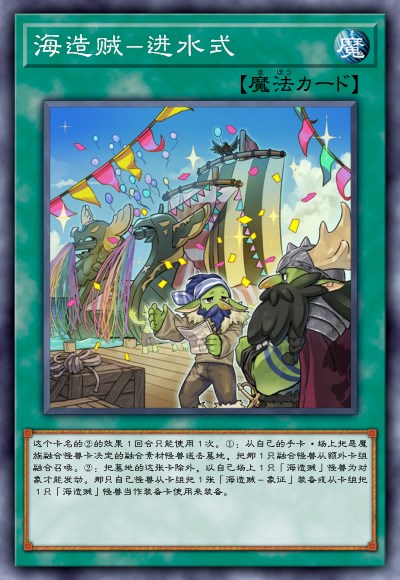 海造贼-进水式
魔
【魔法カード】
まほう
这个卡名的②的效果1回合只能使用1次。①：从自己的手卡·场上把恶魔
族融合怪兽卡决定的融合素材怪兽送去墓地，把那1只融合怪兽从额外卡组
融合召唤。②：把墓地的这张卡除外，以自己场上1只「海造贼」怪兽为对
象才能发动。那只自己怪兽从卡组把1张「海造贼-象征」装备或从卡组把
1只「海造贼」怪兽当作装备卡使用来装备。